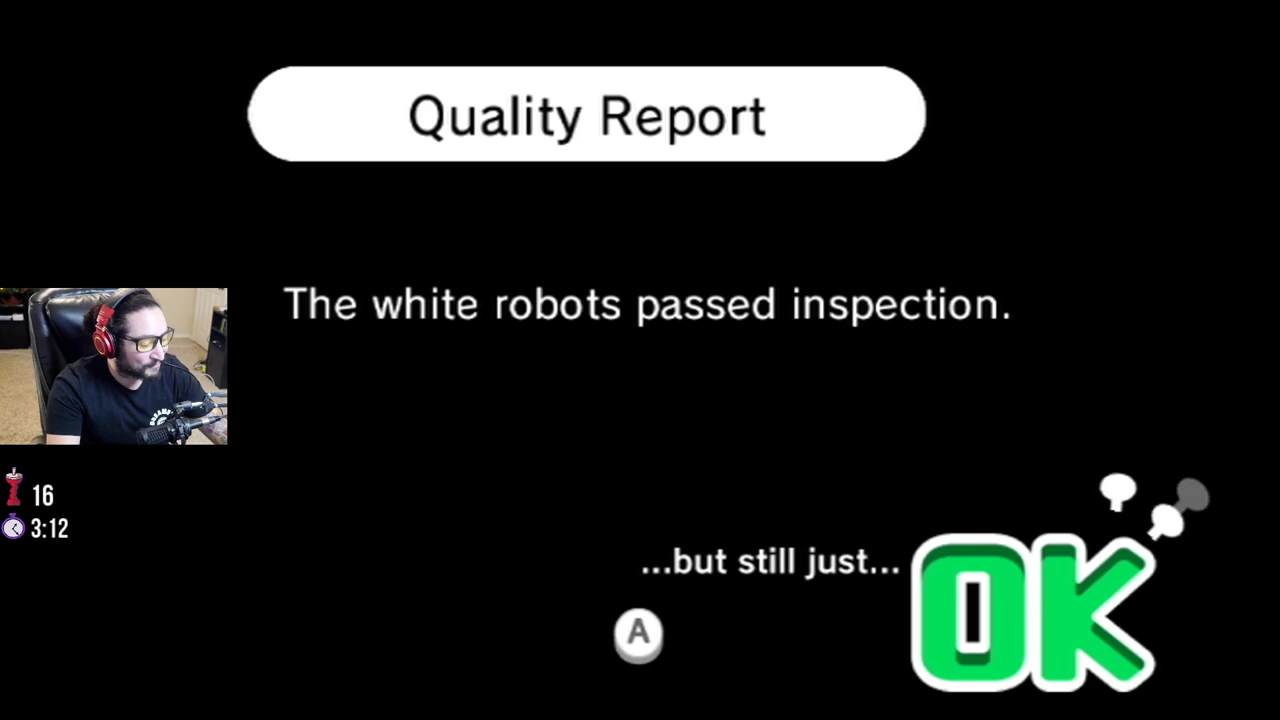 Quality Report
The white robots passed inspection.
16
3:12
...but still just... OK
A